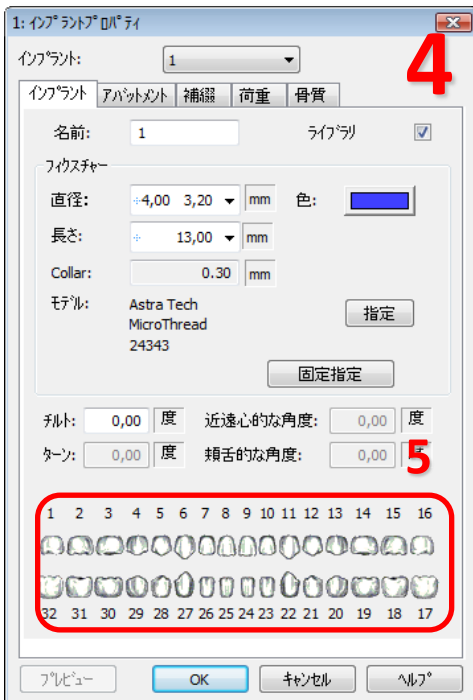 1: ｲﾝﾌﾟﾗﾝﾄﾌﾟﾛﾊﾟﾃｨ
4
ｲﾝﾌﾟﾗﾝﾄ: 1
ｲﾝﾌﾟﾗﾝﾄ ｱﾊﾞｯﾄﾒﾝﾄ 補綴 荷重 骨質
名前: 1 ﾗｲﾌﾞﾗﾘ
ﾌｨｸｽﾁｬｰ
直径: 4,00 3,20 mm 色:
長さ: 13,00 mm
Collar: 0.30 mm
ﾓﾃﾞﾙ: Astra Tech 指定
MicroThread
24343
固定指定
ﾁﾙﾄ: 0,00 度 近遠心的な角度: 0,00 度
ﾀｰﾝ: 0,00 度 頬舌的な角度: 0,00
5
1 2 3 4 5 6 7 8 9 10 11 12 13 14 15 16
32 31 30 29 28 27 26 25 24 23 22 21 20 19 18 17
ﾌﾟﾚﾋﾞｭｰ OK ｷｬﾝｾﾙ ﾍﾙﾌﾟ